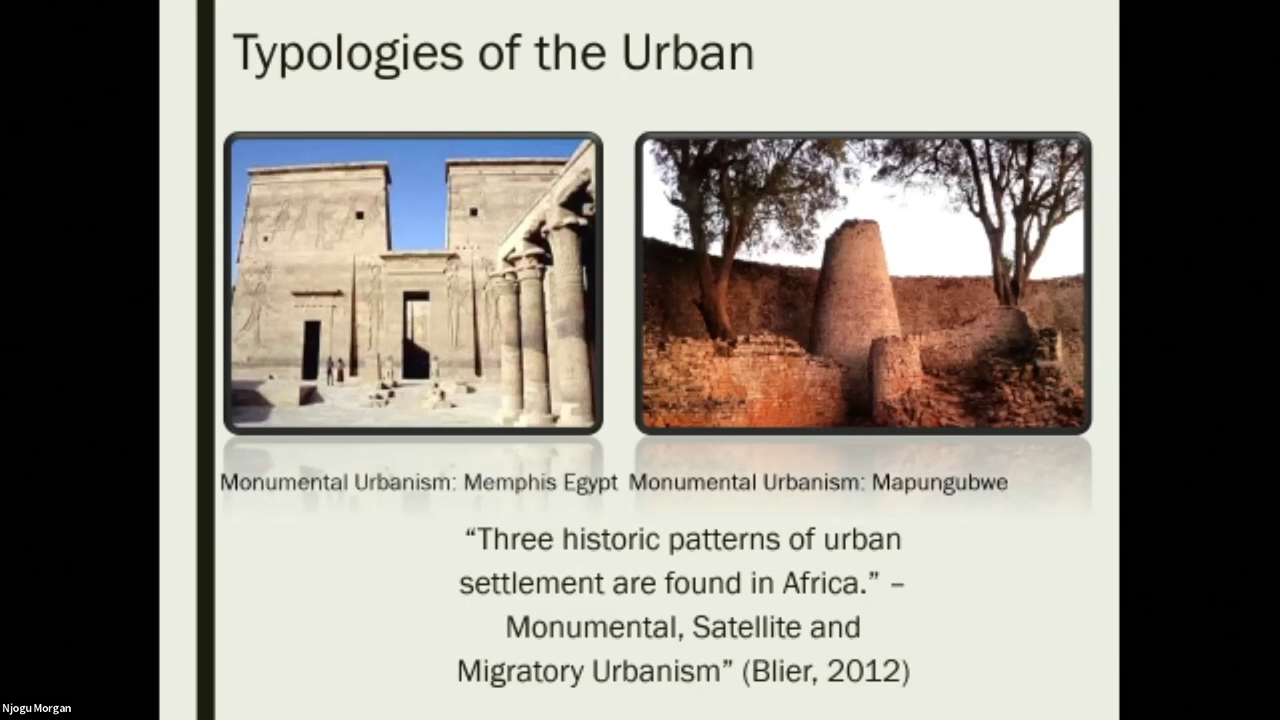 Typologies of the Urban
Monumental Urbanism: Memphis Egypt
Monumental Urbanism: Mapungubwe
“Three historic patterns of urban
settlement are found in Africa.” –
Monumental, Satellite and
Migratory Urbanism” (Blier, 2012)
Njogu Morgan